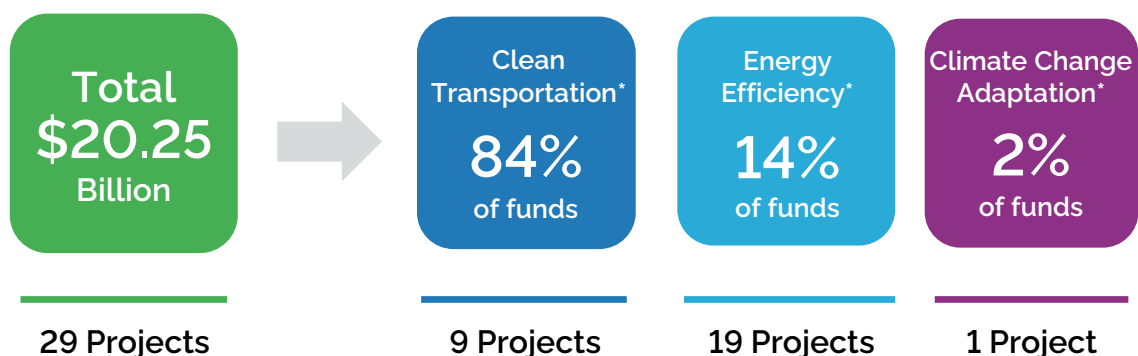 Total
$20.25
Billion
29 Projects
Clean
Transportation*
84%
of funds
9 Projects
Energy
Efficiency*
14%
of funds
19 Projects
Climate Change
Adaptation*
2%
of funds
1 Project